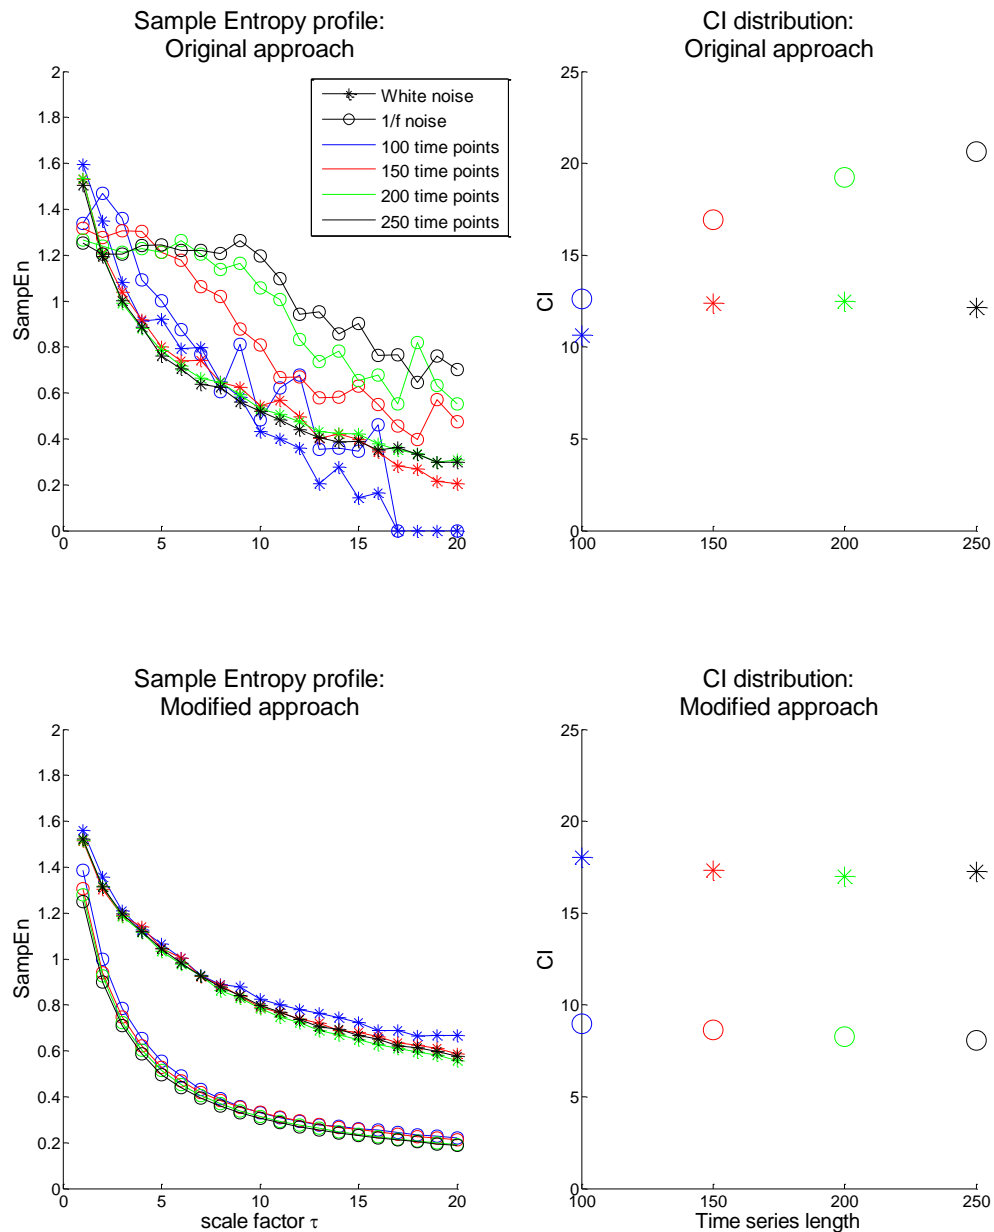 Sample Entropy profile:
Original approach
2
1.8
1.6
1.4
1.2
1
0.8
0.6
0.4
0.2
0
0 5 10 15 20
SampEn
White noise
1/f noise
100 time points
150 time points
200 time points
250 time points
CI distribution:
Original approach
25
20
15
10
5
0
100 150 200 250
CI
Sample Entropy profile:
Modified approach
2
1.8
1.6
1.4
1.2
1
0.8
0.6
0.4
0.2
0
0 5 10 15 20
SampEn
scale factor τ
CI distribution:
Modified approach
25
20
15
10
5
0
100 150 200 250
CI
Time series length